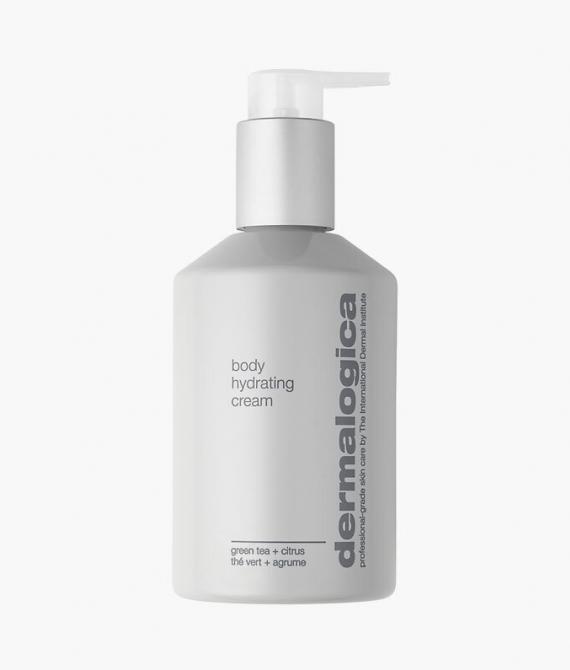 body
hydrating
cream
green tea + citrus
thé vert + agrume
dermalogica
professional-grade skin care by The International Dermal Institute